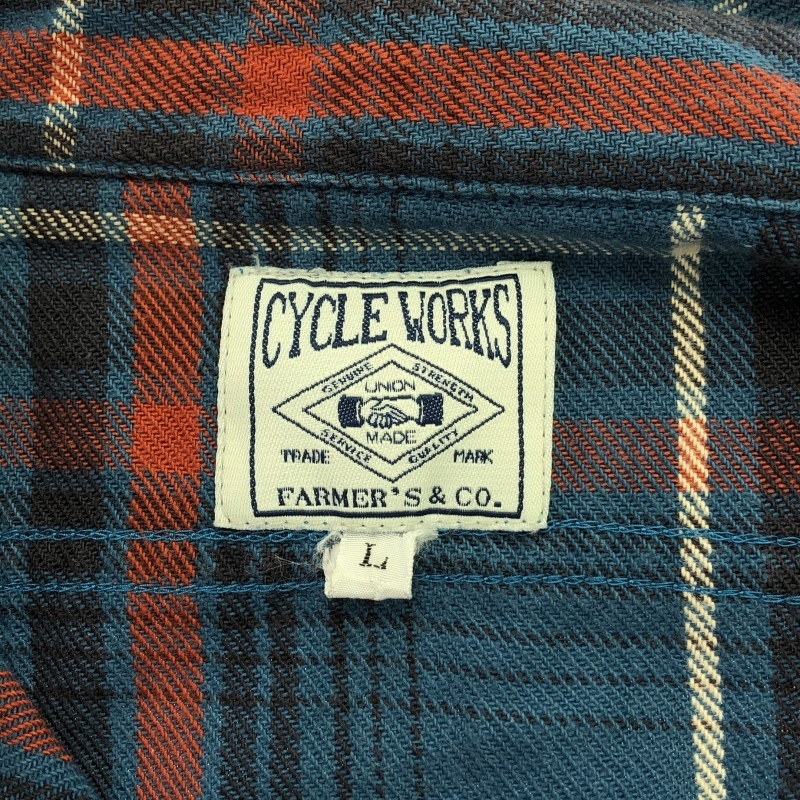 CYCLE WORKS
GENUINE STRENGTH
UNION
MADE
SERVICE QUALITY
TRADE MARK
FARMER'S & CO.
L